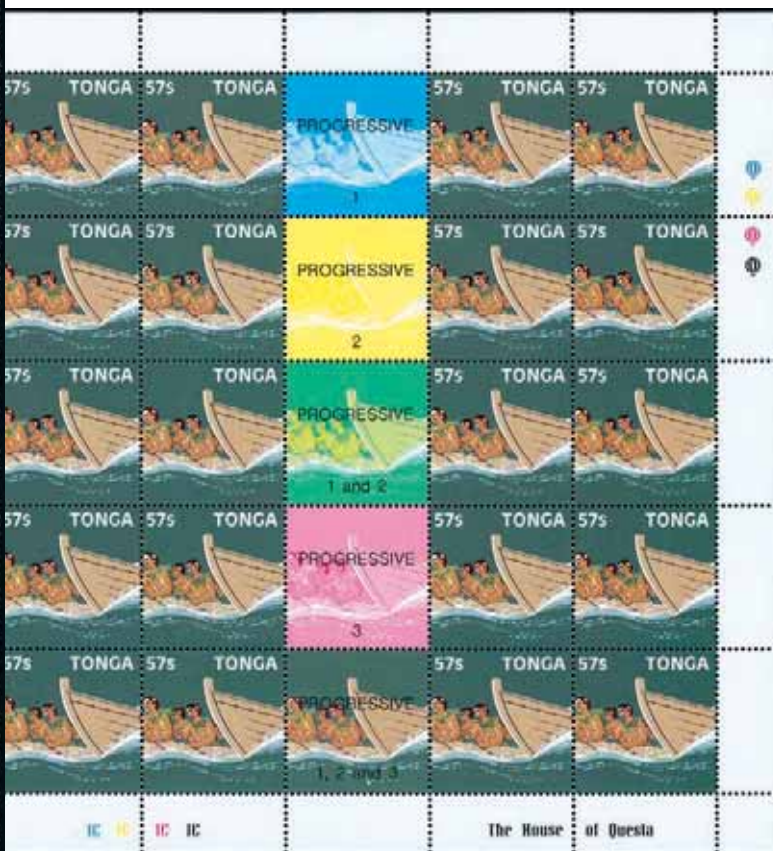 57s TONGA 57s TONGA PROGRESSIVE 1 57s TONGA 57s TONGA
57s TONGA 57s TONGA PROGRESSIVE 2 57s TONGA 57s TONGA
57s TONGA 57s TONGA PROGRESSIVE 1 and 2 57s TONGA 57s TONGA
57s TONGA 57s TONGA PROGRESSIVE 3 57s TONGA 57s TONGA
57s TONGA 57s TONGA PROGRESSIVE 1, 2 and 3 57s TONGA 57s TONGA
1C 1C 1C 1C The House of Questa